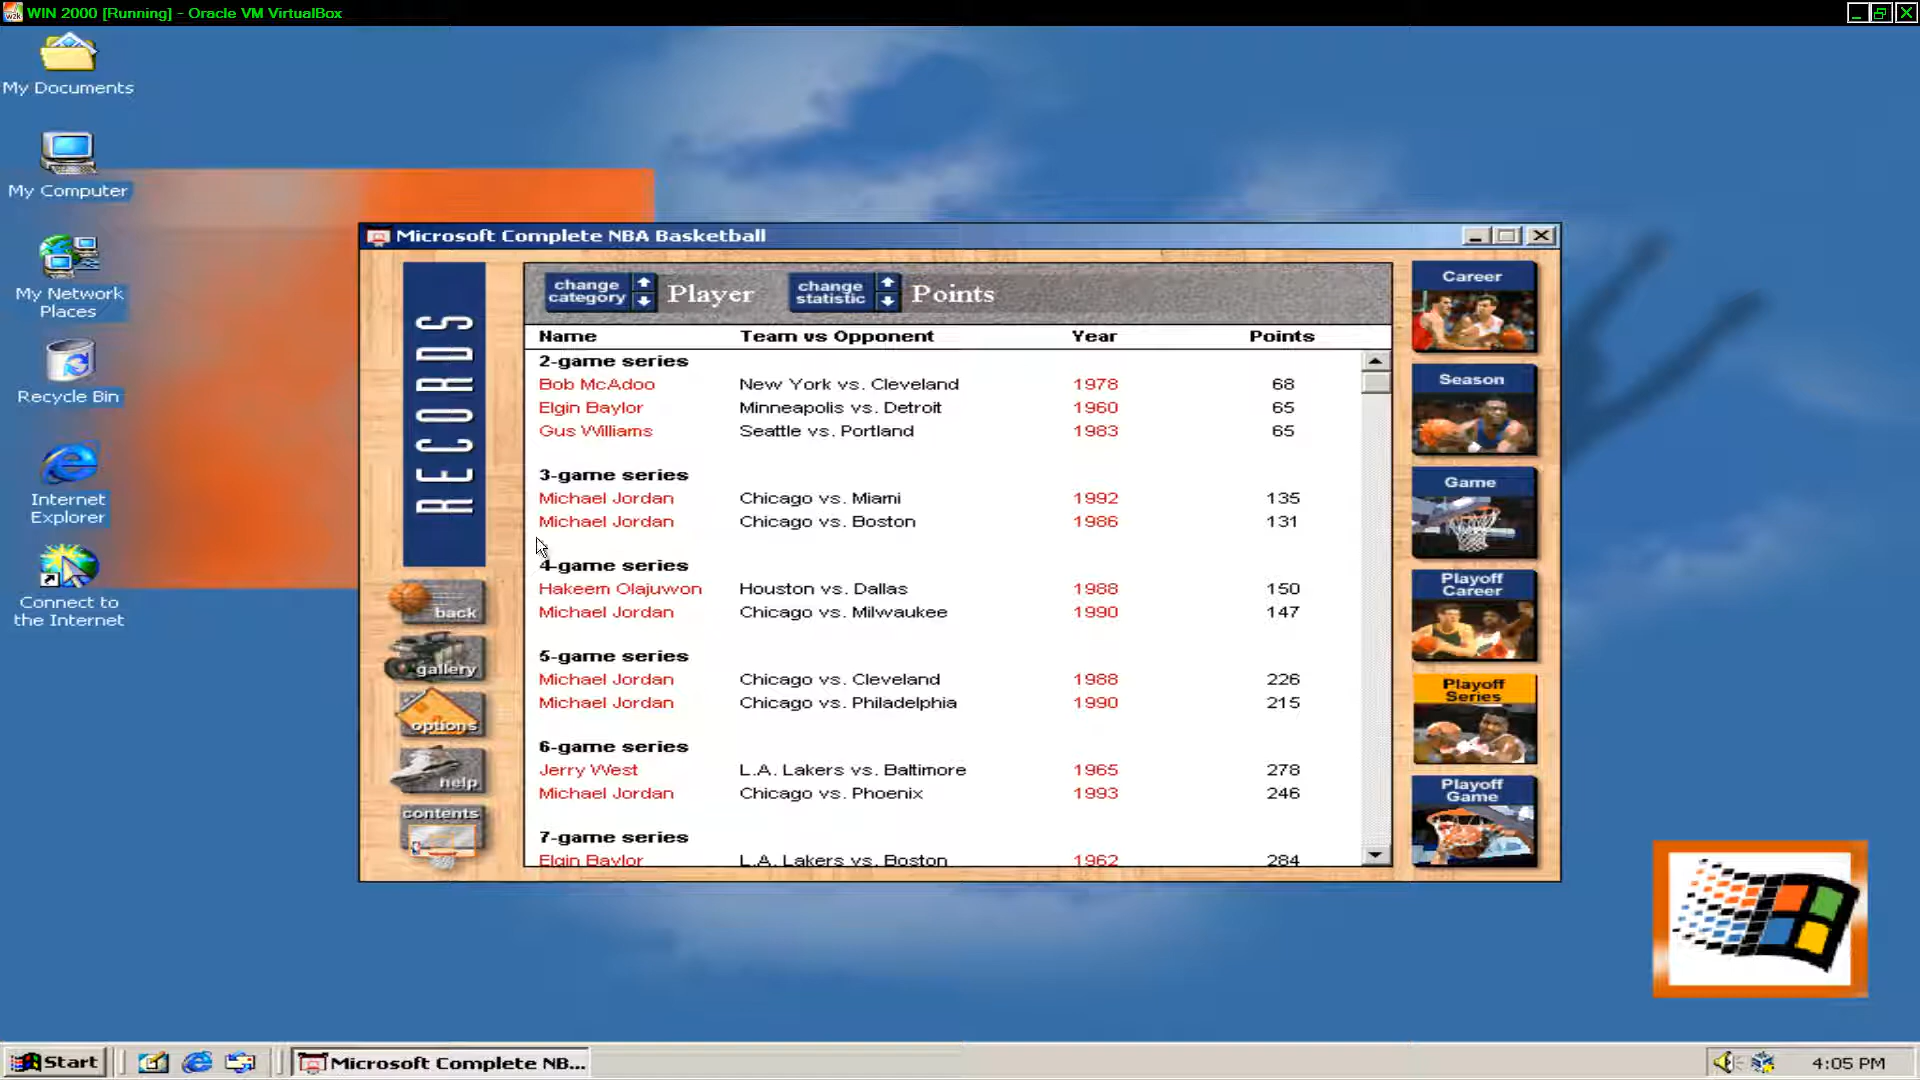 WIN 2000 [Running] - Oracle VM VirtualBox
My Documents
My Computer
My Network
Places
Recycle Bin
Internet
Explorer
Connect to
the Internet
Microsoft Complete NBA Basketball
RECORDS
back
gallery
options
help
contents
change
category
Player
change
statistic
Points
Name Team vs Opponent Year Points
2-game series
Bob McAdoo New York vs. Cleveland 1978 68
Elgin Baylor Minneapolis vs. Detroit 1960 65
Gus Williams Seattle vs. Portland 1983 65
3-game series
Michael Jordan Chicago vs. Miami 1992 135
Michael Jordan Chicago vs. Boston 1986 131
4-game series
Hakeem Olajuwon Houston vs. Dallas 1988 150
Michael Jordan Chicago vs. Milwaukee 1990 147
5-game series
Michael Jordan Chicago vs. Cleveland 1988 226
Michael Jordan Chicago vs. Philadelphia 1990 215
6-game series
Jerry West L.A. Lakers vs. Baltimore 1965 278
Michael Jordan Chicago vs. Phoenix 1993 246
7-game series
Elgin Baylor L.A. Lakers vs. Boston 1962 284
Career
Season
Game
Playoff
Career
Playoff
Series
Playoff
Game
Start
Microsoft Complete NB...
4:05 PM